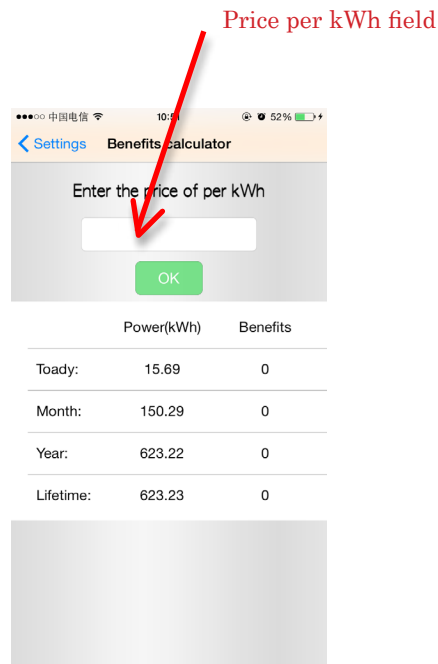 Price per kWh field
中国电信 10:51 52%
Settings Benefits calculator
Enter the price of per kWh
OK
Power(kWh) Benefits
Toady: 15.69 0
Month: 150.29 0
Year: 623.22 0
Lifetime: 623.23 0